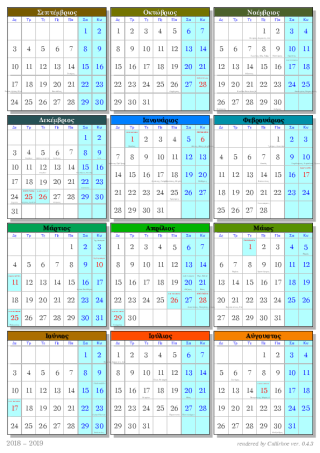 Σεπτέμβριος
Δε Τρ Τε Πε Πα Σα Κυ
1 2
3 4 5 6 7 8 9
10 11 12 13 14 15 16
17 18 19 20 21 22 23
24 25 26 27 28 29 30
Οκτώβριος
Δε Τρ Τε Πε Πα Σα Κυ
1 2 3 4 5 6 7
8 9 10 11 12 13 14
15 16 17 18 19 20 21
22 23 24 25 26 27 28
29 30 31
Νοέμβριος
Δε Τρ Τε Πε Πα Σα Κυ
1 2 3 4
5 6 7 8 9 10 11
12 13 14 15 16 17 18
19 20 21 22 23 24 25
26 27 28 29 30
Δεκέμβριος
Δε Τρ Τε Πε Πα Σα Κυ
1 2
3 4 5 6 7 8 9
10 11 12 13 14 15 16
17 18 19 20 21 22 23
24 25 26 27 28 29 30
31
Ιανουάριος
Δε Τρ Τε Πε Πα Σα Κυ
1 2 3 4 5 6
7 8 9 10 11 12 13
14 15 16 17 18 19 20
21 22 23 24 25 26 27
28 29 30 31
Φεβρουάριος
Δε Τρ Τε Πε Πα Σα Κυ
1 2 3
4 5 6 7 8 9 10
11 12 13 14 15 16 17
18 19 20 21 22 23 24
25 26 27 28
Μάρτιος
Δε Τρ Τε Πε Πα Σα Κυ
1 2 3
4 5 6 7 8 9 10
11 12 13 14 15 16 17
18 19 20 21 22 23 24
25 26 27 28 29 30 31
Απρίλιος
Δε Τρ Τε Πε Πα Σα Κυ
1 2 3 4 5 6 7
8 9 10 11 12 13 14
15 16 17 18 19 20 21
22 23 24 25 26 27 28
29 30
Μάιος
Δε Τρ Τε Πε Πα Σα Κυ
1 2 3 4 5
6 7 8 9 10 11 12
13 14 15 16 17 18 19
20 21 22 23 24 25 26
27 28 29 30 31
Ιούνιος
Δε Τρ Τε Πε Πα Σα Κυ
1 2
3 4 5 6 7 8 9
10 11 12 13 14 15 16
17 18 19 20 21 22 23
24 25 26 27 28 29 30
Ιούλιος
Δε Τρ Τε Πε Πα Σα Κυ
1 2 3 4 5 6 7
8 9 10 11 12 13 14
15 16 17 18 19 20 21
22 23 24 25 26 27 28
29 30 31
Αύγουστος
Δε Τρ Τε Πε Πα Σα Κυ
1 2 3 4
5 6 7 8 9 10 11
12 13 14 15 16 17 18
19 20 21 22 23 24 25
26 27 28 29 30 31
2018 – 2019
rendered by Calirhoe ver. 0.4.3